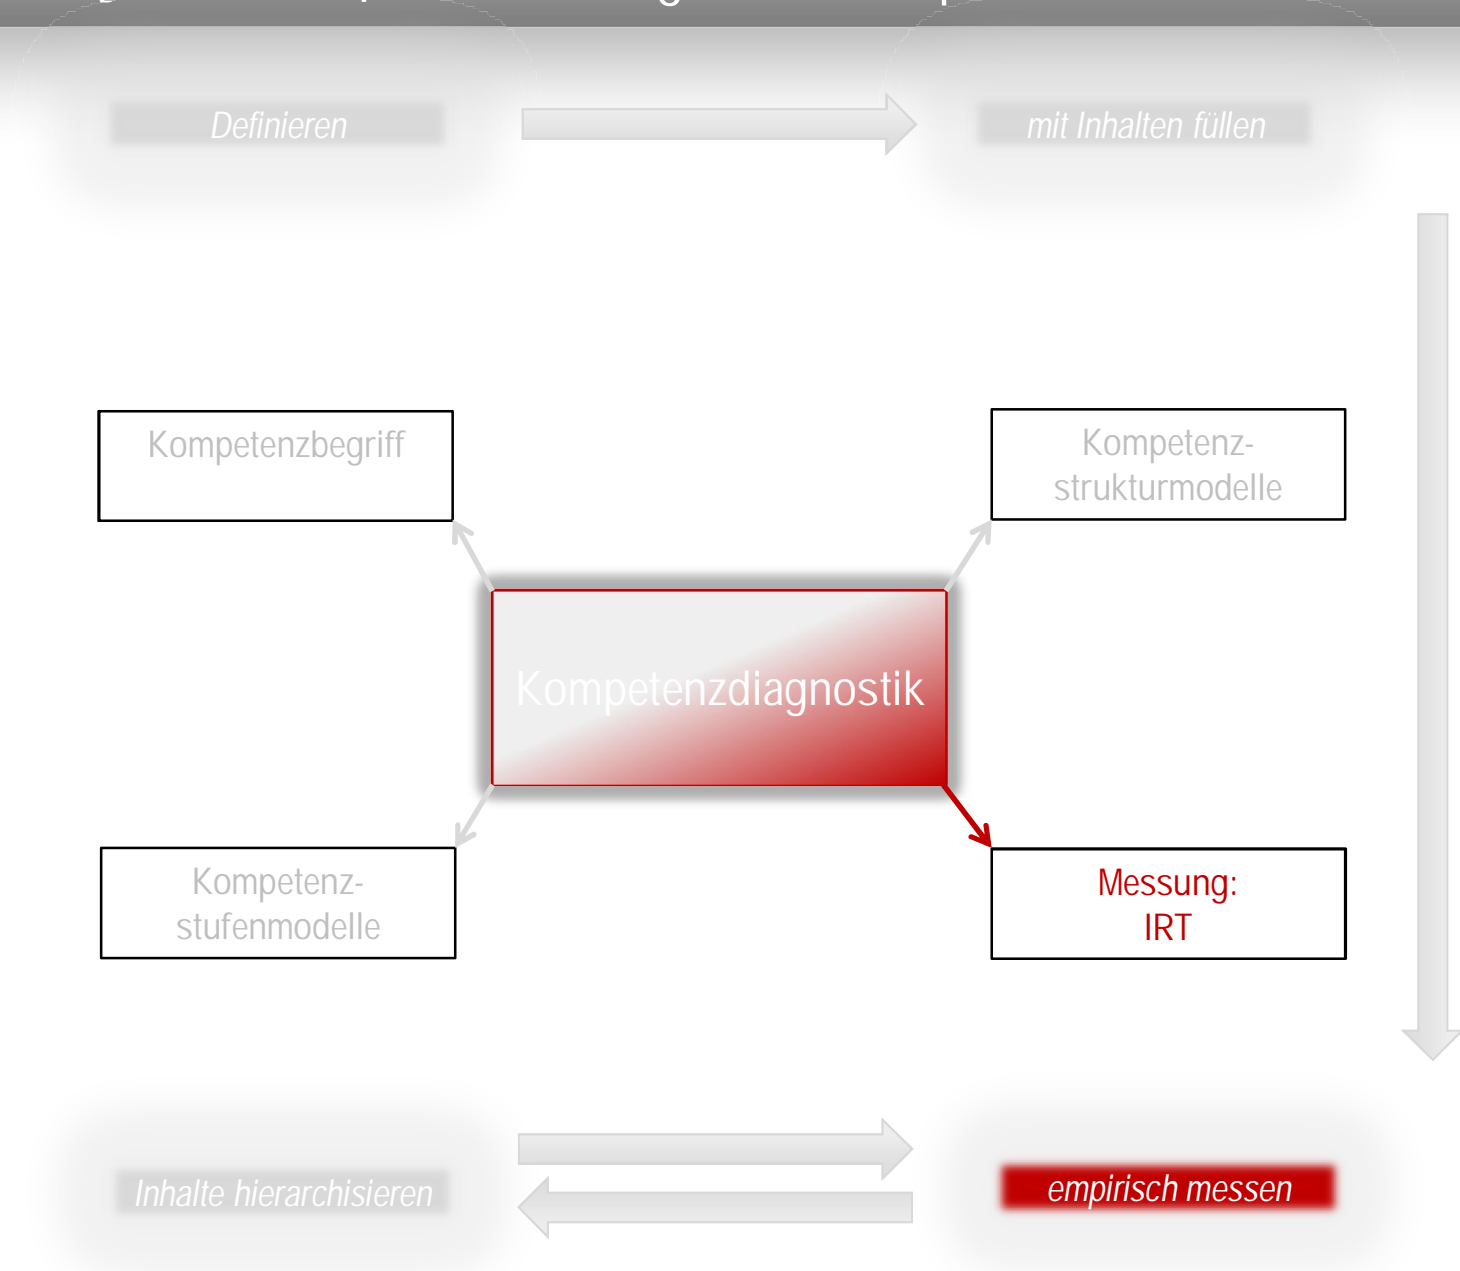 Definieren
mit Inhalten füllen
Kompetenzbegriff
Kompetenz-
strukturmodelle
Kompetenzdiagnostik
Kompetenz-
stufenmodelle
Messung:
IRT
Inhalte hierarchisieren
empirisch messen